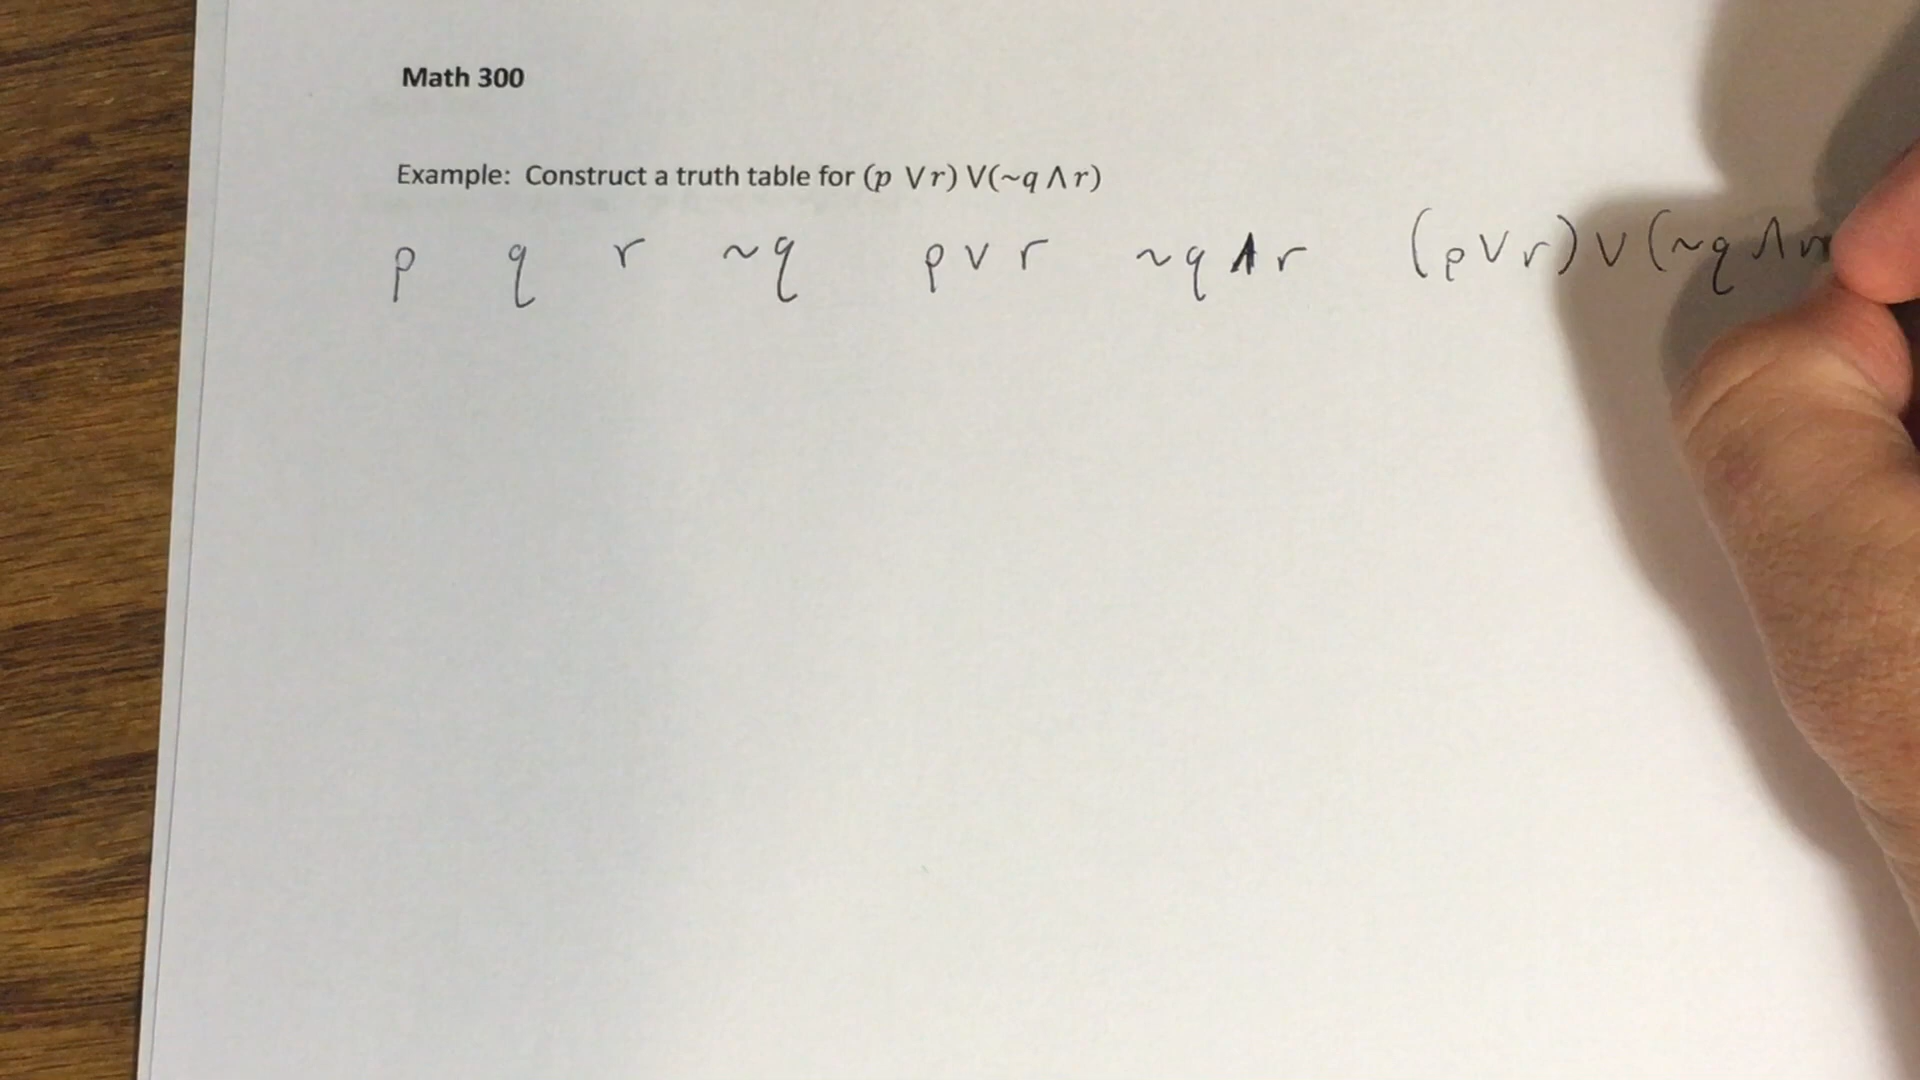 Math 300
Example: Construct a truth table for (p ∨ r) ∨(~q ∧ r)
p q r ~q p ∨ r ~q ∧ r (p ∨ r) ∨ (~q ∧ r